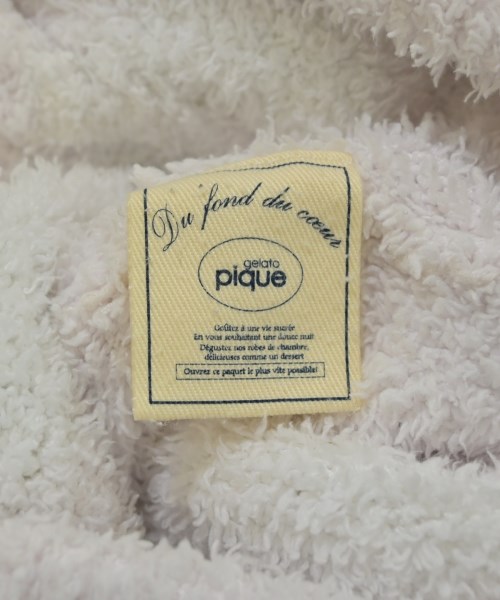 Du fond du cœur
gelato
pique
Goûtez à une vie sucrée
En vous souhaitant une douce nuit
Dégustez nos robes de chambre,
délicieuses comme un dessert
Ouvrez ce paquet le plus vite possible!